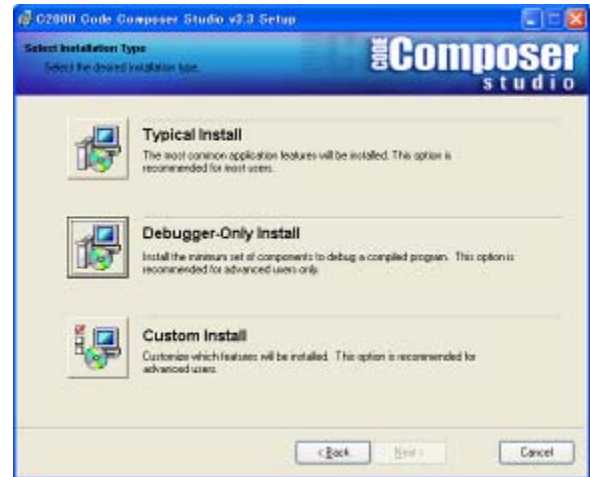 C2000 Code Composer Studio v3.3 Setup
Select Installation Type
Select the desired installation type.
CODE
Composer
studio
Typical Install
The most common application features will be installed. This option is
recommended for most users.
Debugger-Only Install
Install the minimum set of components to debug a compiled program. This option is
recommended for advanced users only.
Custom Install
Customize which features will be installed. This option is recommended for
advanced users.
< Back
Next >
Cancel